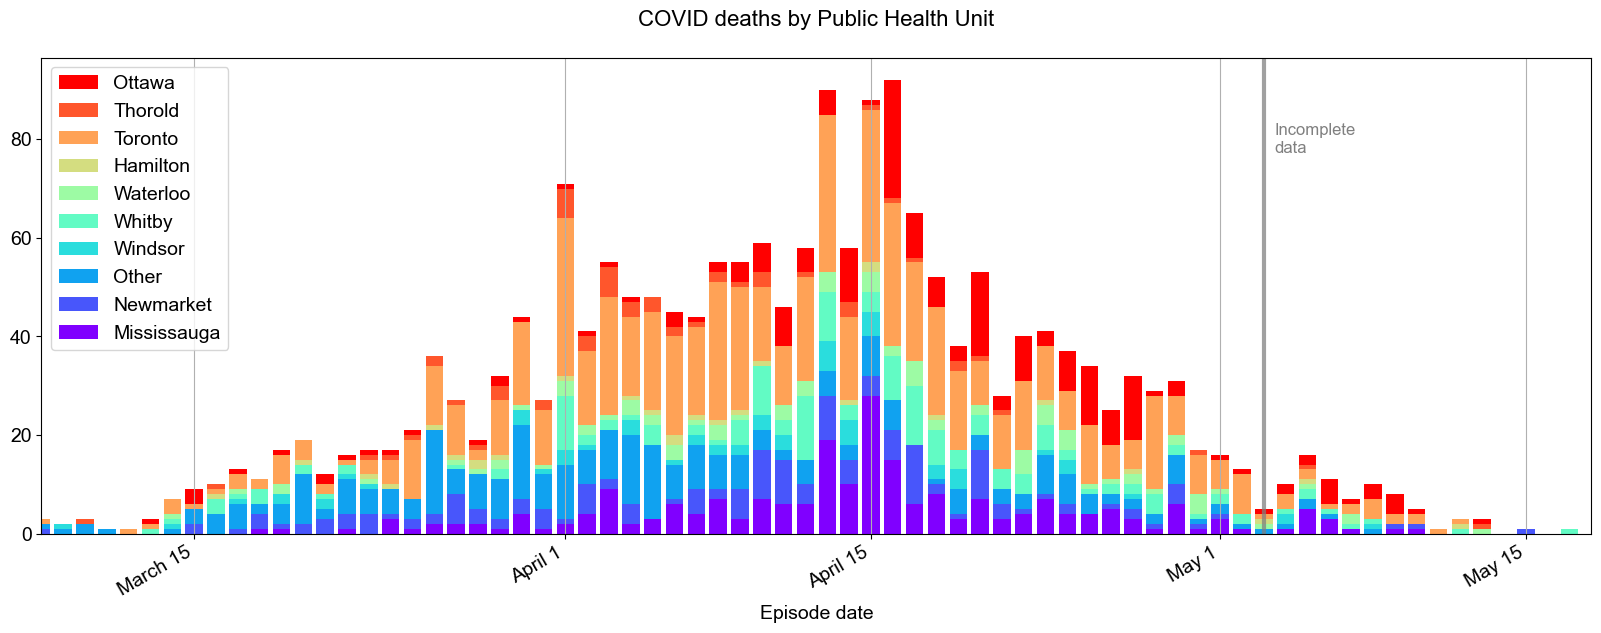 COVID deaths by Public Health Unit
Ottawa
Thorold
Toronto
Hamilton
Waterloo
Whitby
Windsor
Other
Newmarket
Mississauga
Incomplete
data
80
60
40
20
0
March 15
April 1
April 15
May 1
May 15
Episode date